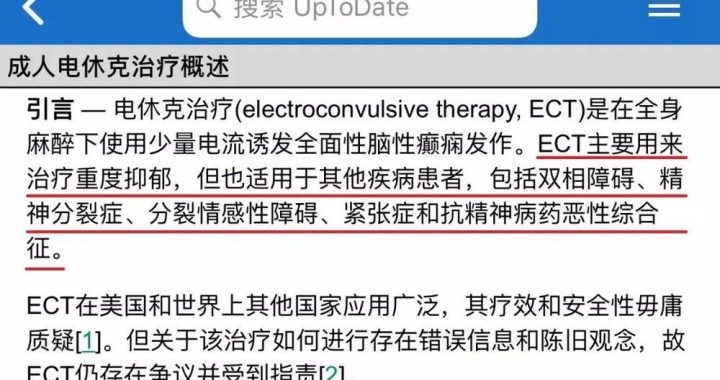 搜索 UpToDate
成人电休克治疗概述
引言 — 电休克治疗(electroconvulsive therapy, ECT)是在全身
麻醉下使用少量电流诱发全面性脑性癫痫发作。ECT主要用来
治疗重度抑郁，但也适用于其他疾病患者，包括双相障碍、精
神分裂症、分裂情感性障碍、紧张症和抗精神病药恶性综合
征。
ECT在美国和世界上其他国家应用广泛，其疗效和安全性毋庸
质疑[1]。但关于该治疗如何进行存在错误信息和陈旧观念，故
ECT仍存在争议并受到指责[2]。